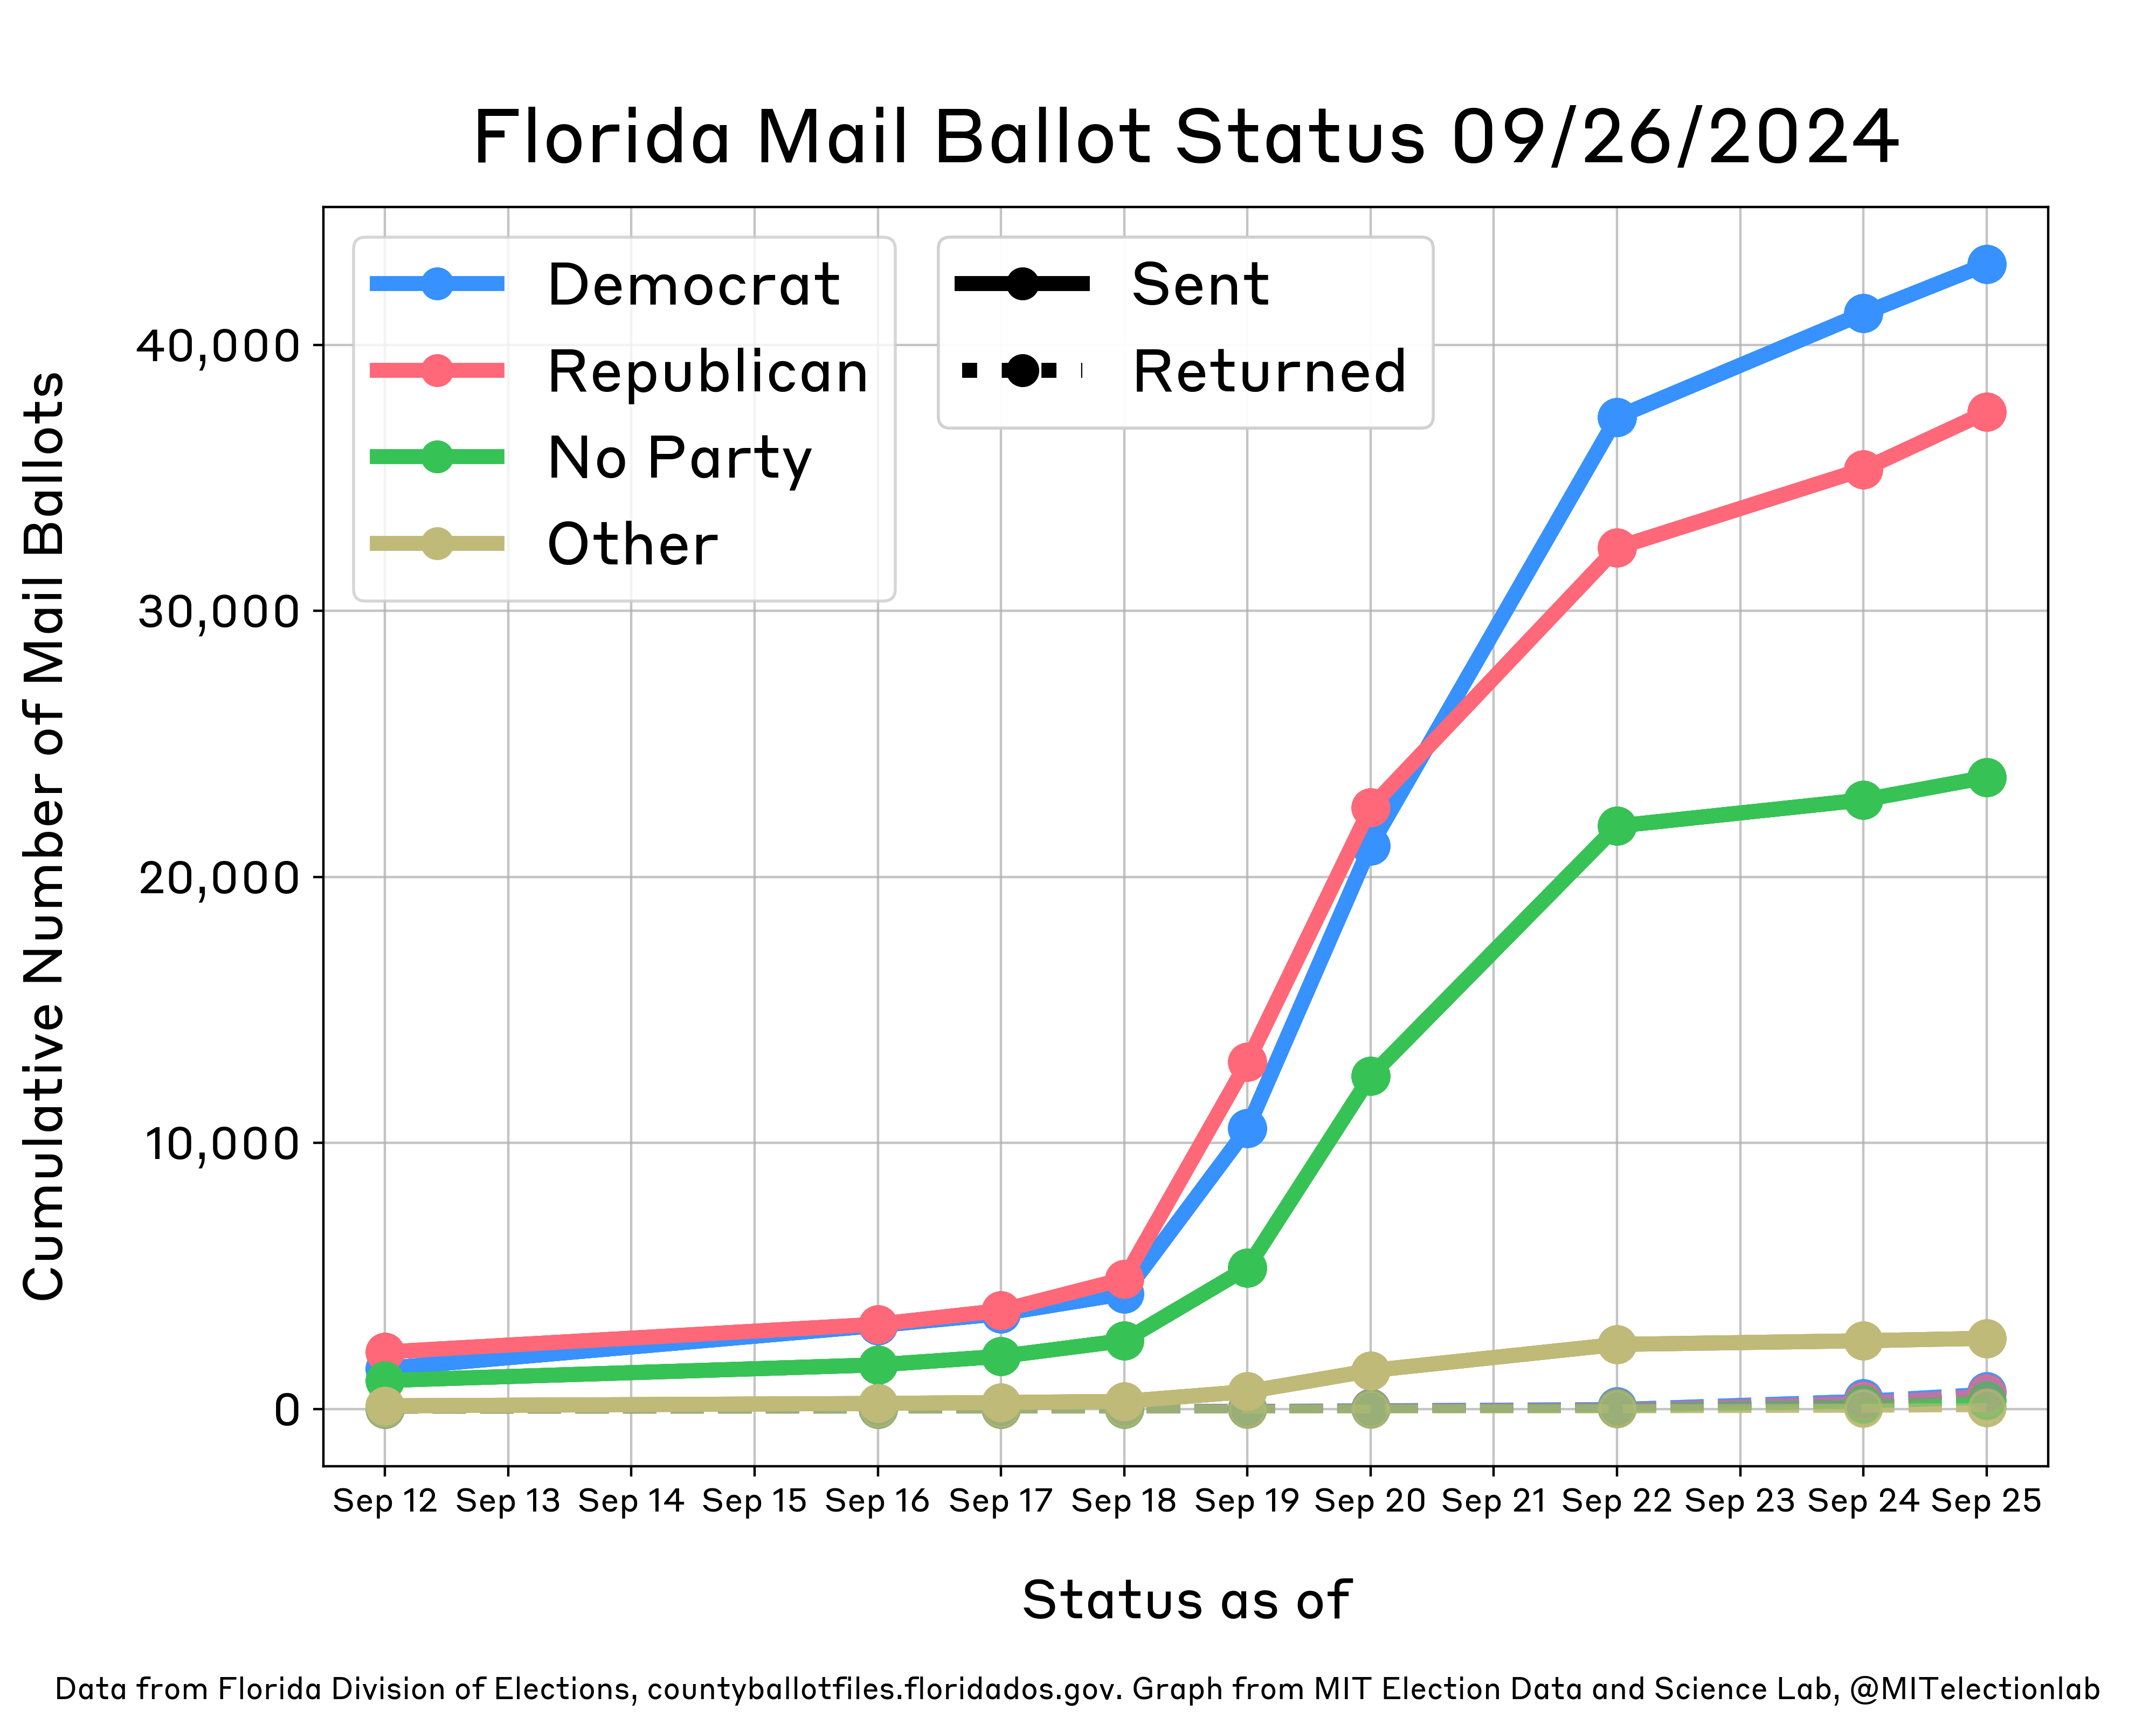 Florida Mail Ballot Status 09/26/2024
Democrat
Republican
No Party
Other
Sent
Returned
Cumulative Number of Mail Ballots
40,000
30,000
20,000
10,000
0
Sep 12 Sep 13 Sep 14 Sep 15 Sep 16 Sep 17 Sep 18 Sep 19 Sep 20 Sep 21 Sep 22 Sep 23 Sep 24 Sep 25
Status as of
Data from Florida Division of Elections, countyballotfiles.floridados.gov. Graph from MIT Election Data and Science Lab, @MITelectionlab